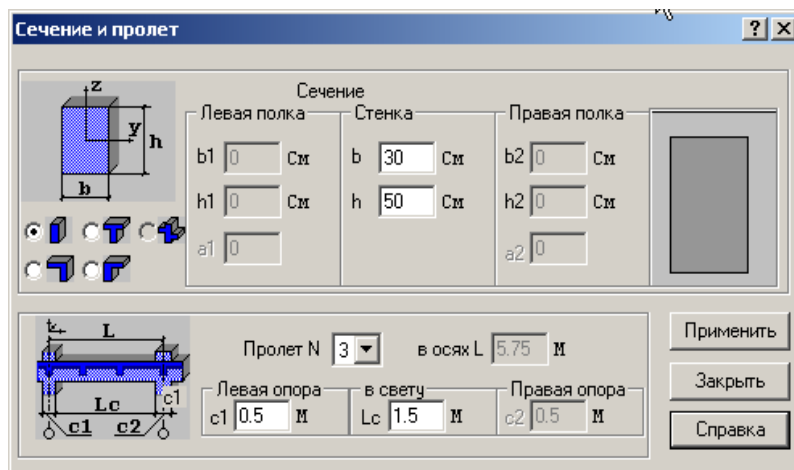 Сечение и пролет
Сечение
Левая полка Стенка Правая полка
z
y
h
b
b1 0 См b 30 См b2 0 См
h1 0 См h 50 См h2 0 См
a1 0 a2 0
L
Lc
c1
c1 c2
Пролет N 3 в осях L 5.75 м
Левая опора в свету Правая опора
c1 0.5 м Lc 1.5 м c2 0.5 м
Применить
Закрыть
Справка